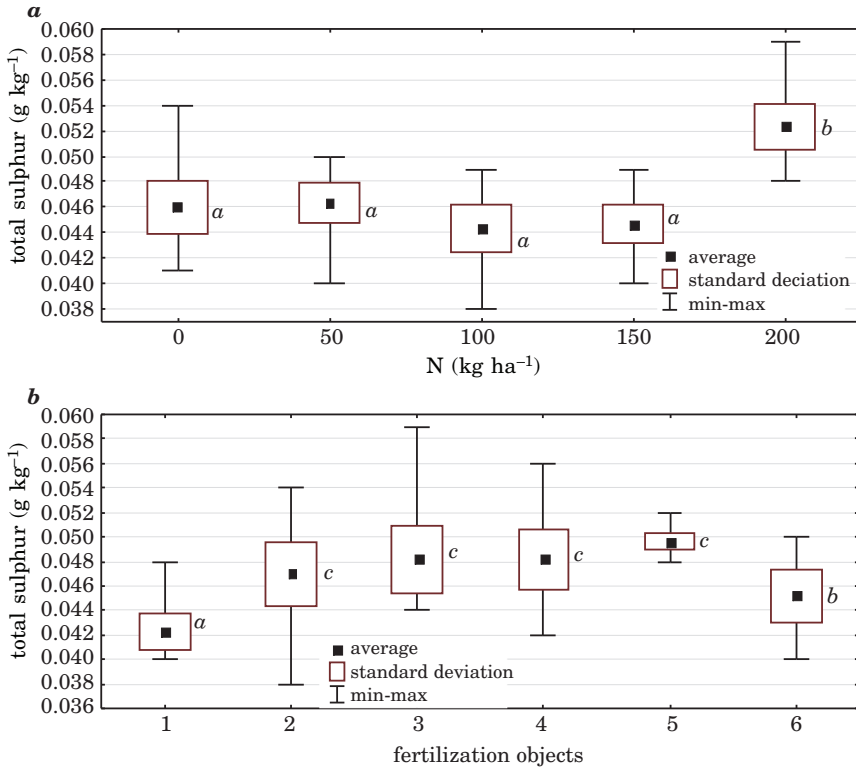 a
total sulphur (g kg⁻¹)
0.060
0.058
0.056
0.054
0.052
0.050
0.048
0.046
0.044
0.042
0.040
0.038
a
a
a
a
b
average
standard deciation
min-max
0 50 100 150 200
N (kg ha⁻¹)
b
total sulphur (g kg⁻¹)
0.060
0.058
0.056
0.054
0.052
0.050
0.048
0.046
0.044
0.042
0.040
0.038
0.036
a
c
c
c
c
b
average
standard deviation
min-max
1 2 3 4 5 6
fertilization objects